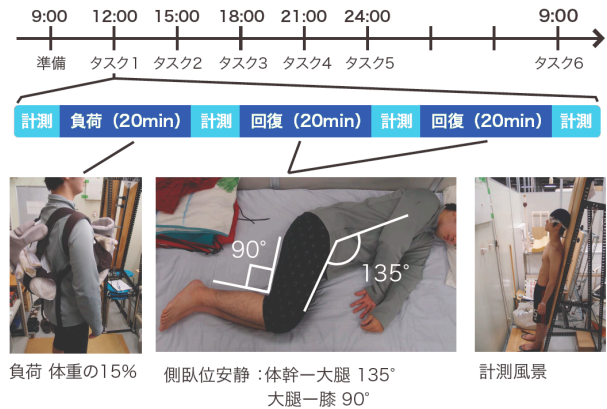 9:00 12:00 15:00 18:00 21:00 24:00 9:00
準備 タスク1 タスク2 タスク3 タスク4 タスク5 タスク6
計測 負荷（20min） 計測 回復（20min） 計測 回復（20min） 計測
90°
135°
負荷 体重の15%
側臥位安静：体幹ー大腿 135°
大腿ー膝 90°
計測風景